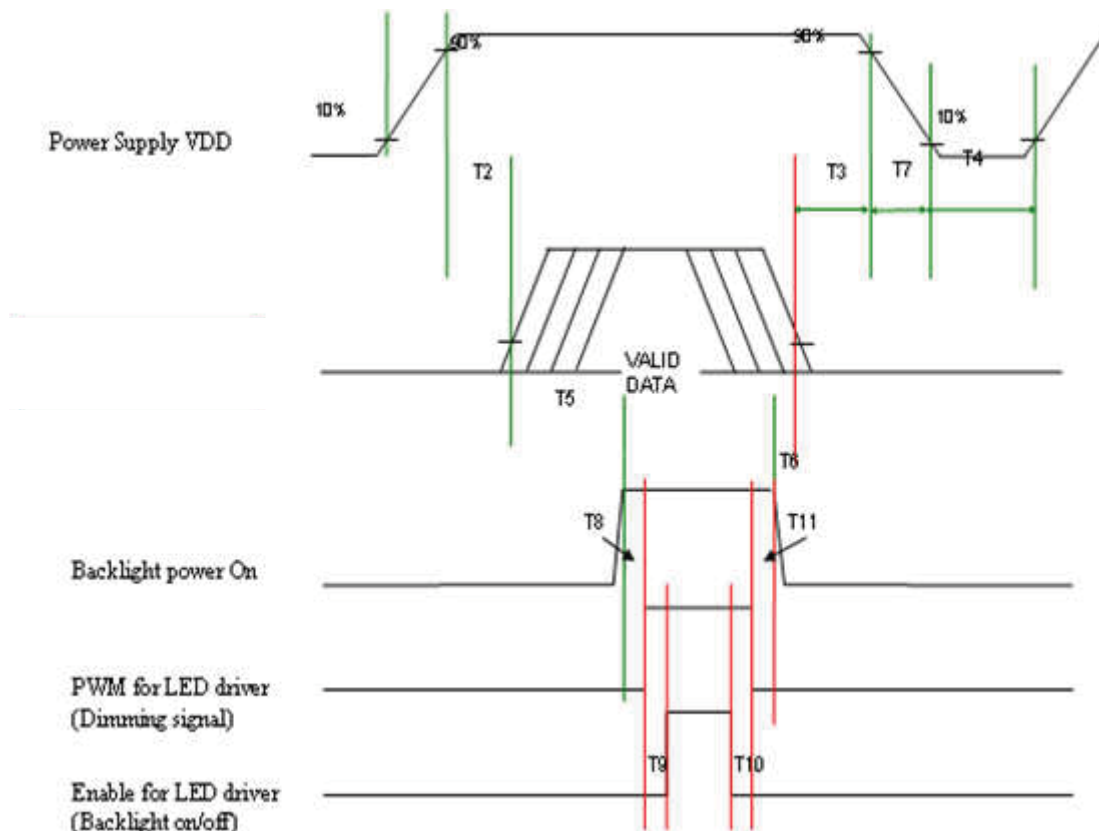 90%
90%
10%
10%
Power Supply VDD
T2
T3
T7
T4
VALID
DATA
T5
T6
T8
T11
Backlight power On
PWM for LED driver
(Dimming signal)
T9
T10
Enable for LED driver
(Backlight on/off)